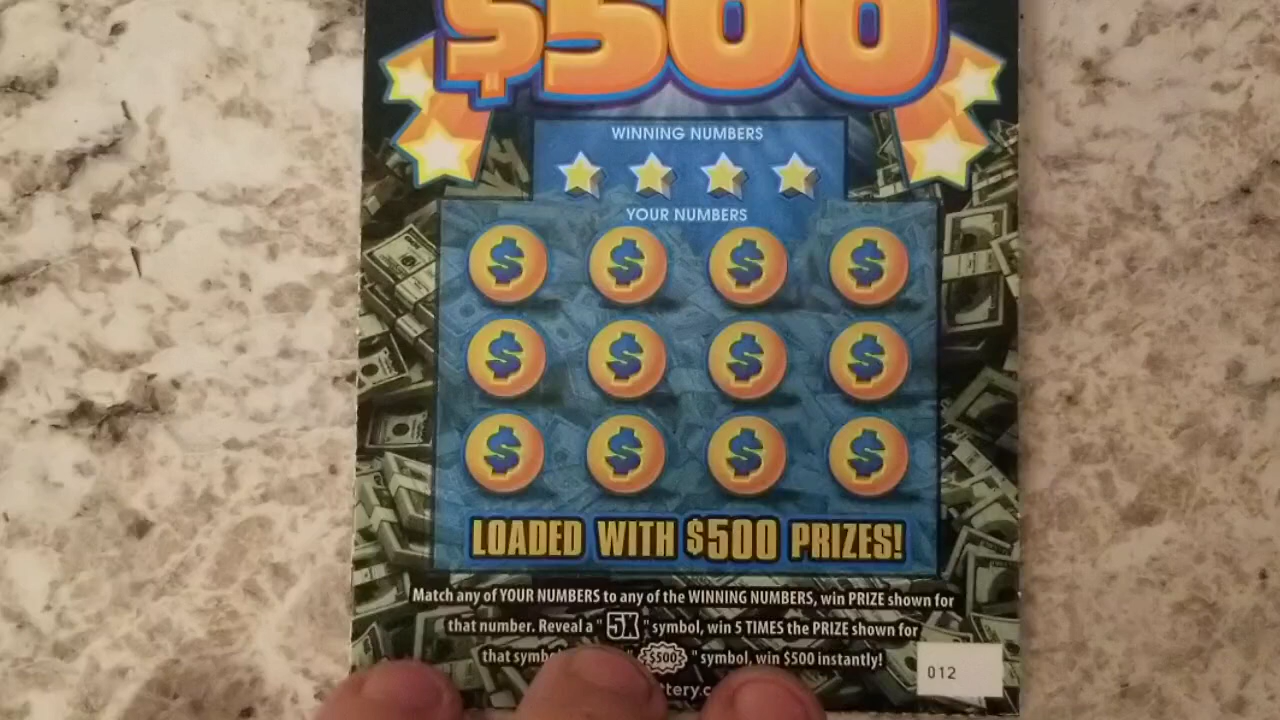 $500
WINNING NUMBERS
YOUR NUMBERS
$ $ $ $
$ $ $ $
$ $ $ $
LOADED WITH $500 PRIZES!
Match any of YOUR NUMBERS to any of the WINNING NUMBERS, win PRIZE shown for
that number. Reveal a "5X" symbol, win 5 TIMES the PRIZE shown for
that symb " $500 " symbol, win $500 instantly!
ttery.c
012